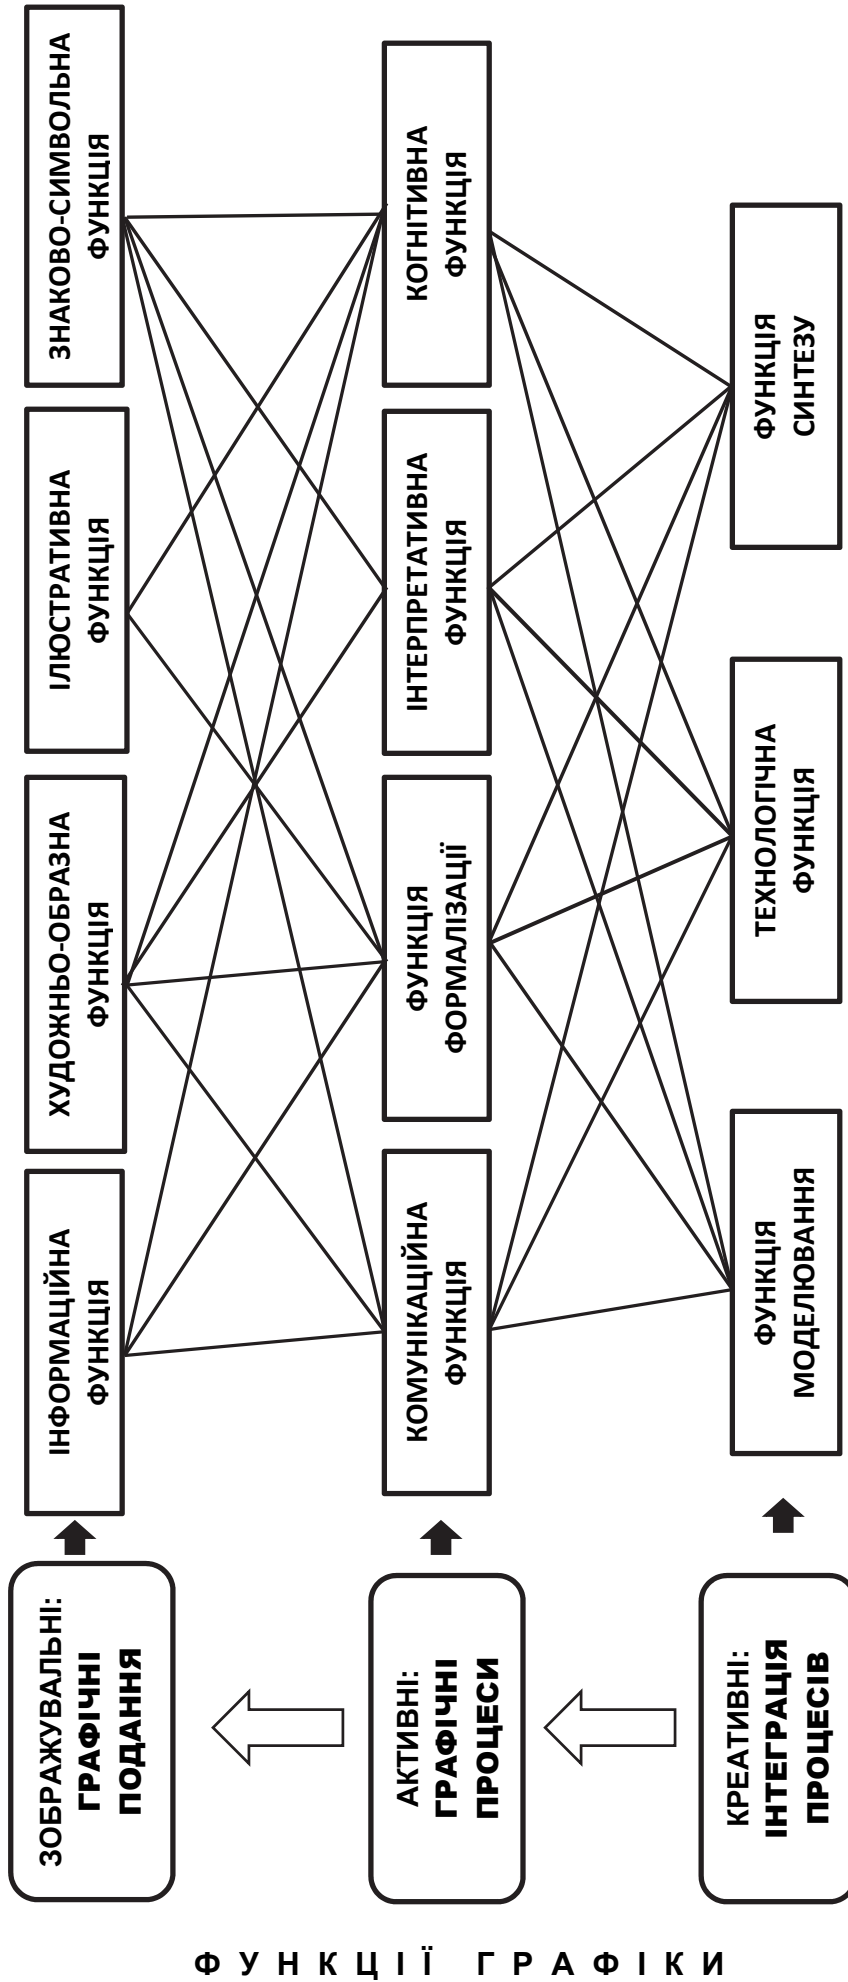 ФУНКЦІЇ ГРАФІКИ
ЗОБРАЖУВАЛЬНІ:
ГРАФІЧНІ
ПОДАННЯ
ІНФОРМАЦІЙНА
ФУНКЦІЯ
ХУДОЖНЬО-ОБРАЗНА
ФУНКЦІЯ
ІЛЮСТРАТИВНА
ФУНКЦІЯ
ЗНАКОВО-СИМВОЛЬНА
ФУНКЦІЯ
АКТИВНІ:
ГРАФІЧНІ
ПРОЦЕСИ
КОМУНІКАЦІЙНА
ФУНКЦІЯ
ФУНКЦІЯ
ФОРМАЛІЗАЦІЇ
ІНТЕРПРЕТАТИВНА
ФУНКЦІЯ
КОГНІТИВНА
ФУНКЦІЯ
КРЕАТИВНІ:
ІНТЕГРАЦІЯ
ПРОЦЕСІВ
ФУНКЦІЯ
МОДЕЛЮВАННЯ
ТЕХНОЛОГІЧНА
ФУНКЦІЯ
ФУНКЦІЯ
СИНТЕЗУ